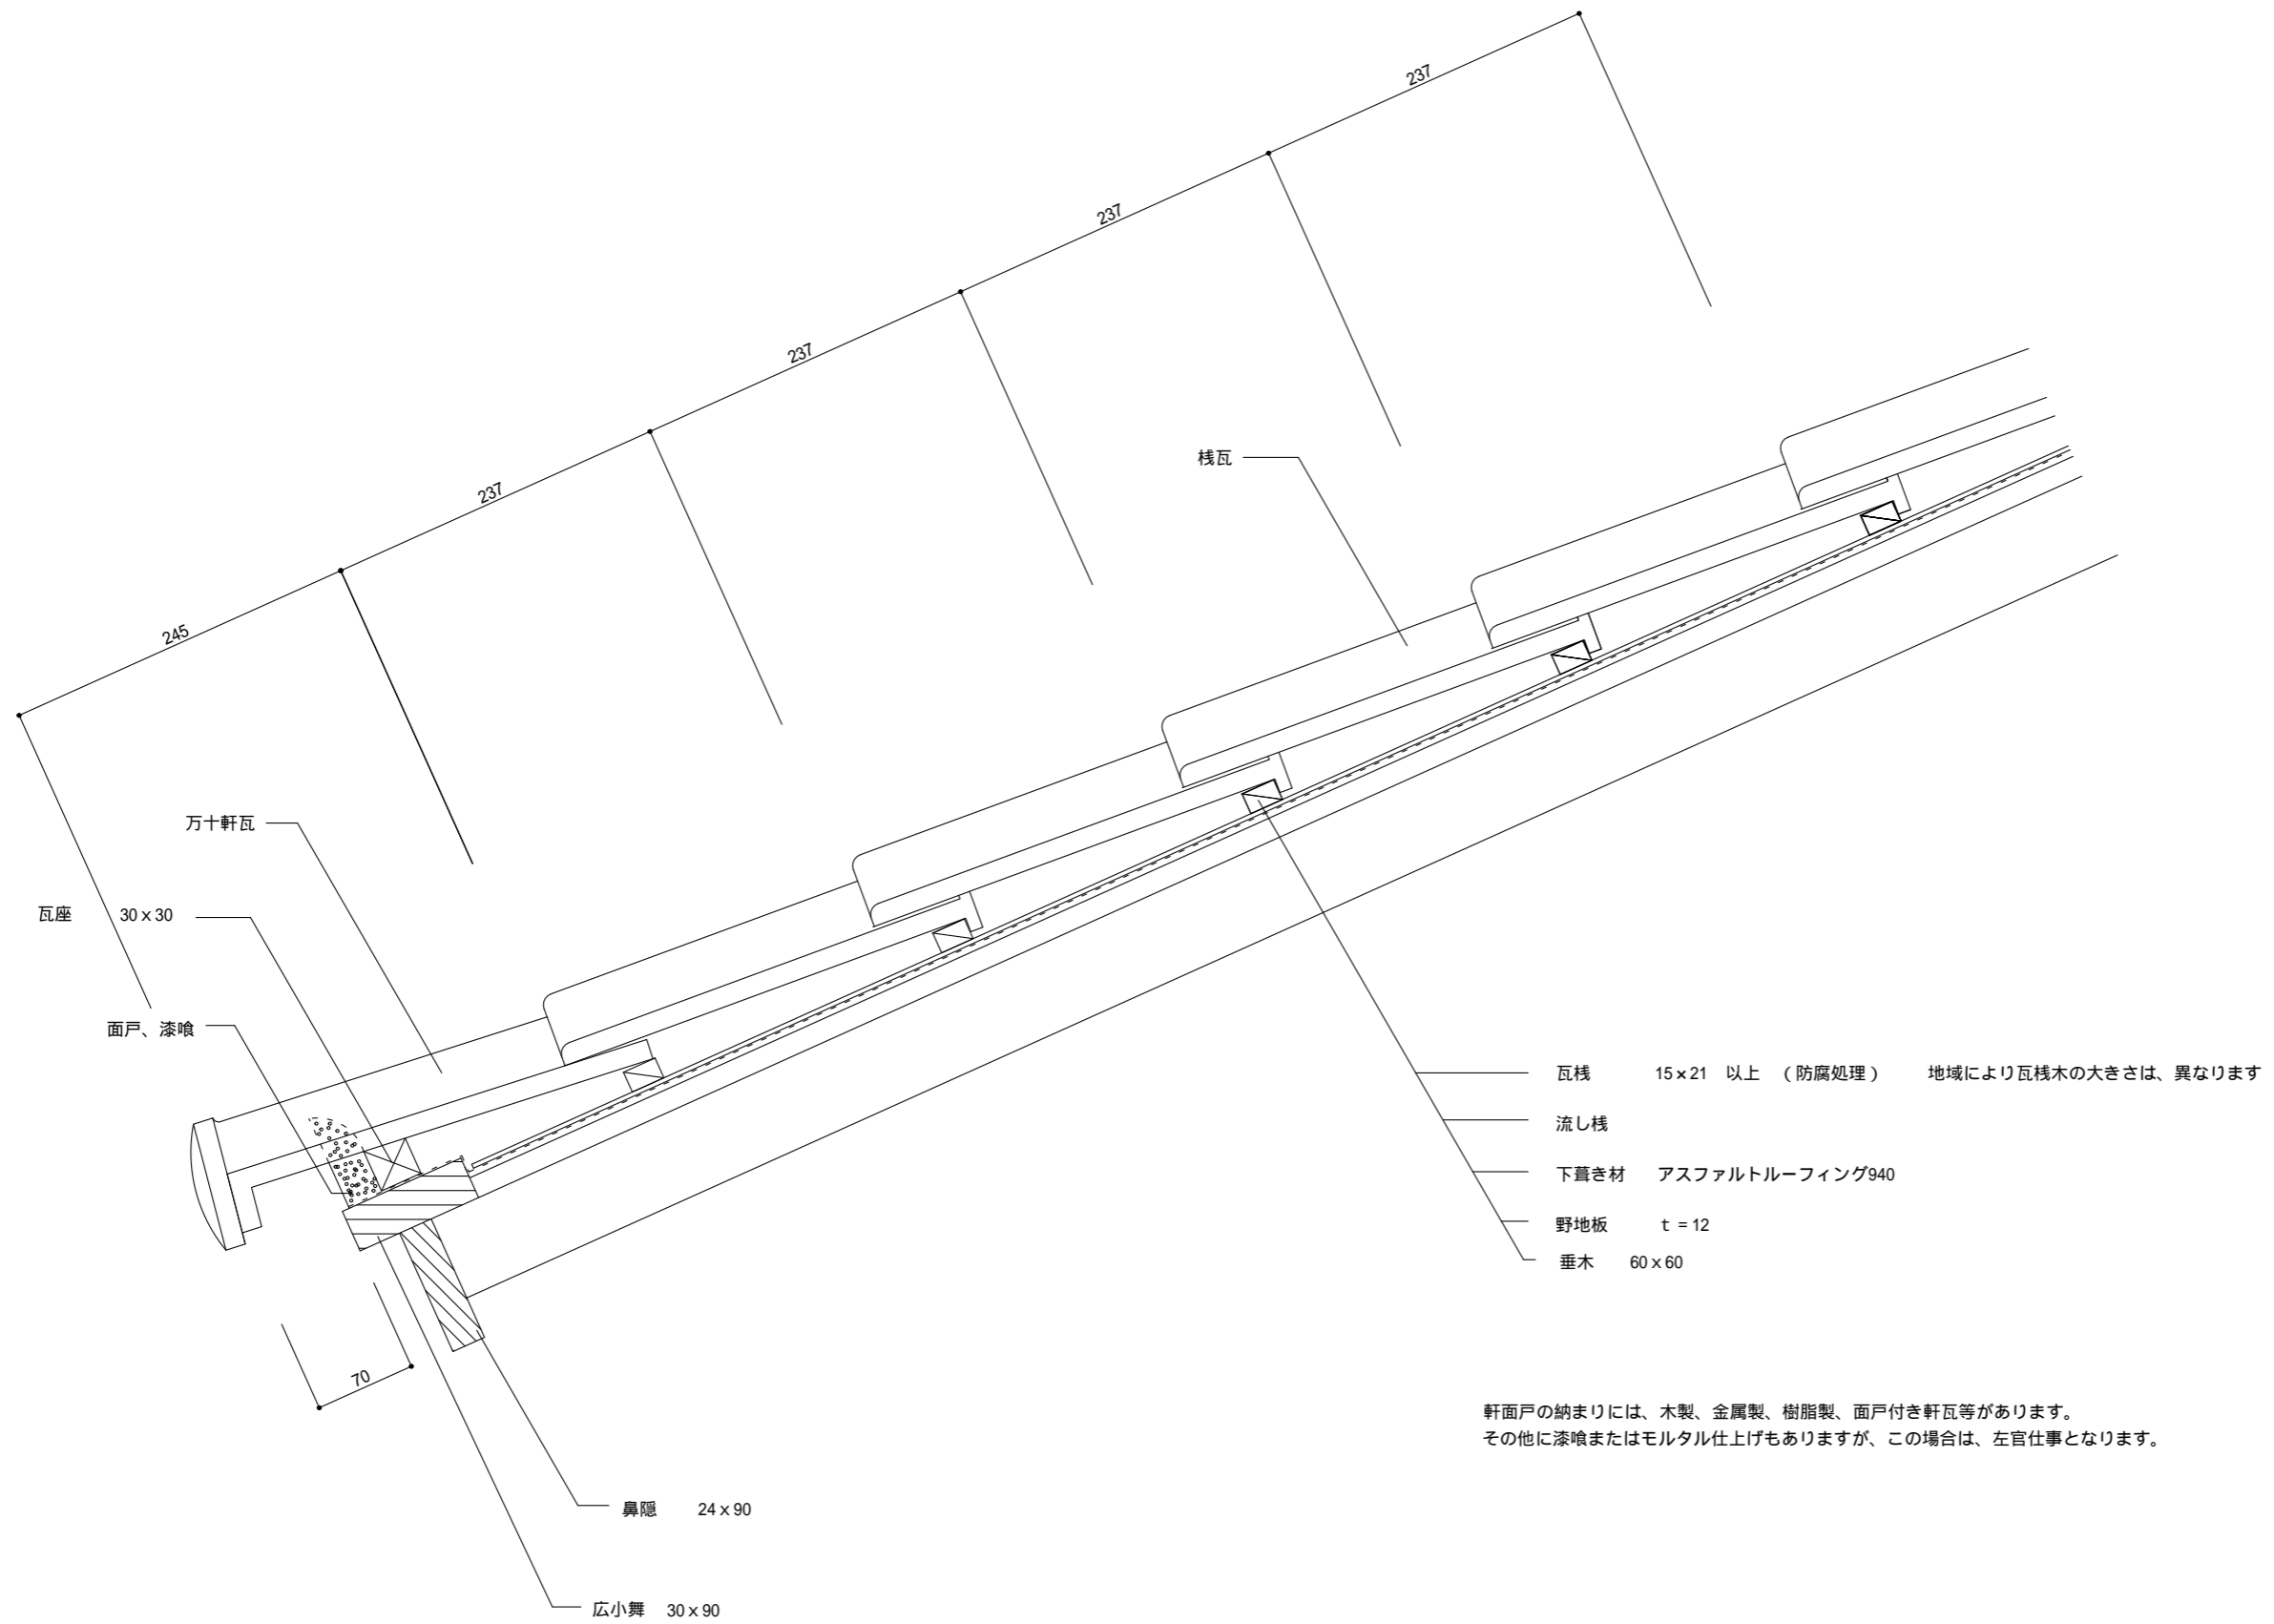 237
237
237
237
245
桟瓦
万十軒瓦
瓦座 30×30
面戸、漆喰
瓦桟 15×21 以上 (防腐処理) 地域により瓦桟木の大きさは、異なります
流し桟
下葺き材 アスファルトルーフィング940
野地板 t = 12
垂木 60×60
70
軒面戸の納まりには、木製、金属製、樹脂製、面戸付き軒瓦等があります。
その他に漆喰またはモルタル仕上げもありますが、この場合は、左官仕事となります。
鼻隠 24×90
広小舞 30×90